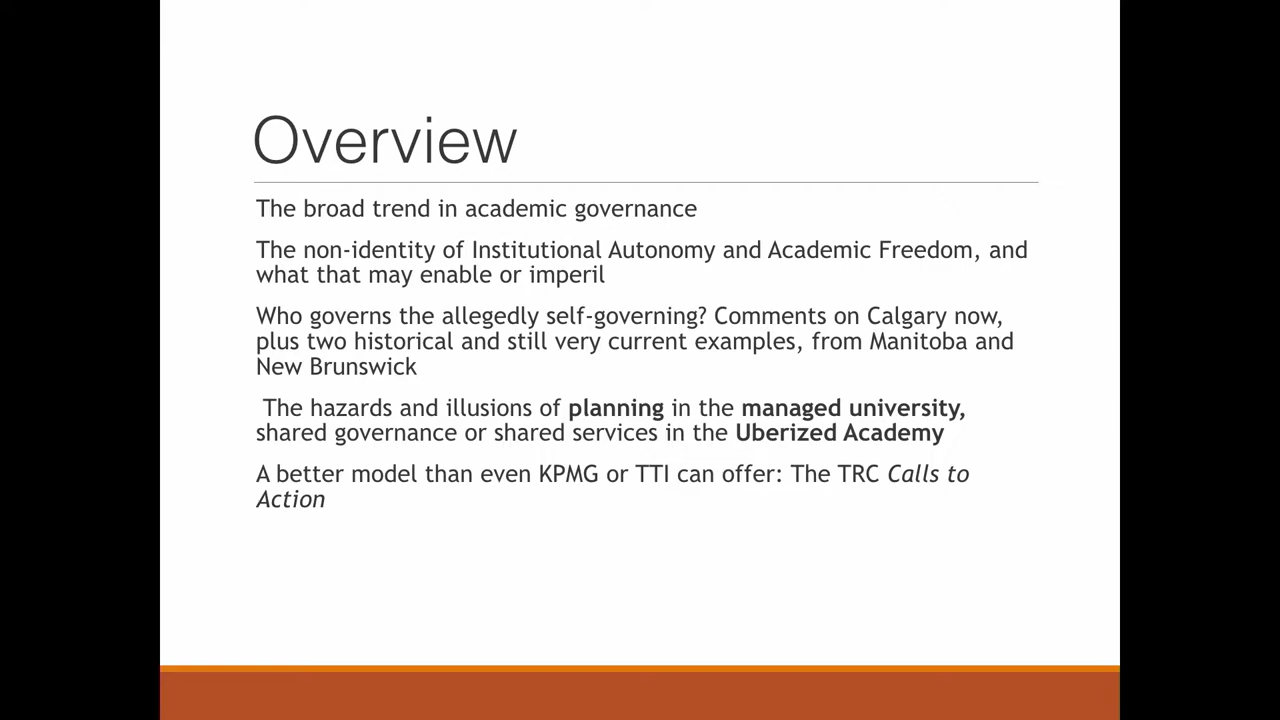 Overview
The broad trend in academic governance
The non-identity of Institutional Autonomy and Academic Freedom, and
what that may enable or imperil
Who governs the allegedly self-governing? Comments on Calgary now,
plus two historical and still very current examples, from Manitoba and
New Brunswick
The hazards and illusions of planning in the managed university,
shared governance or shared services in the Uberized Academy
A better model than even KPMG or TTI can offer: The TRC Calls to
Action